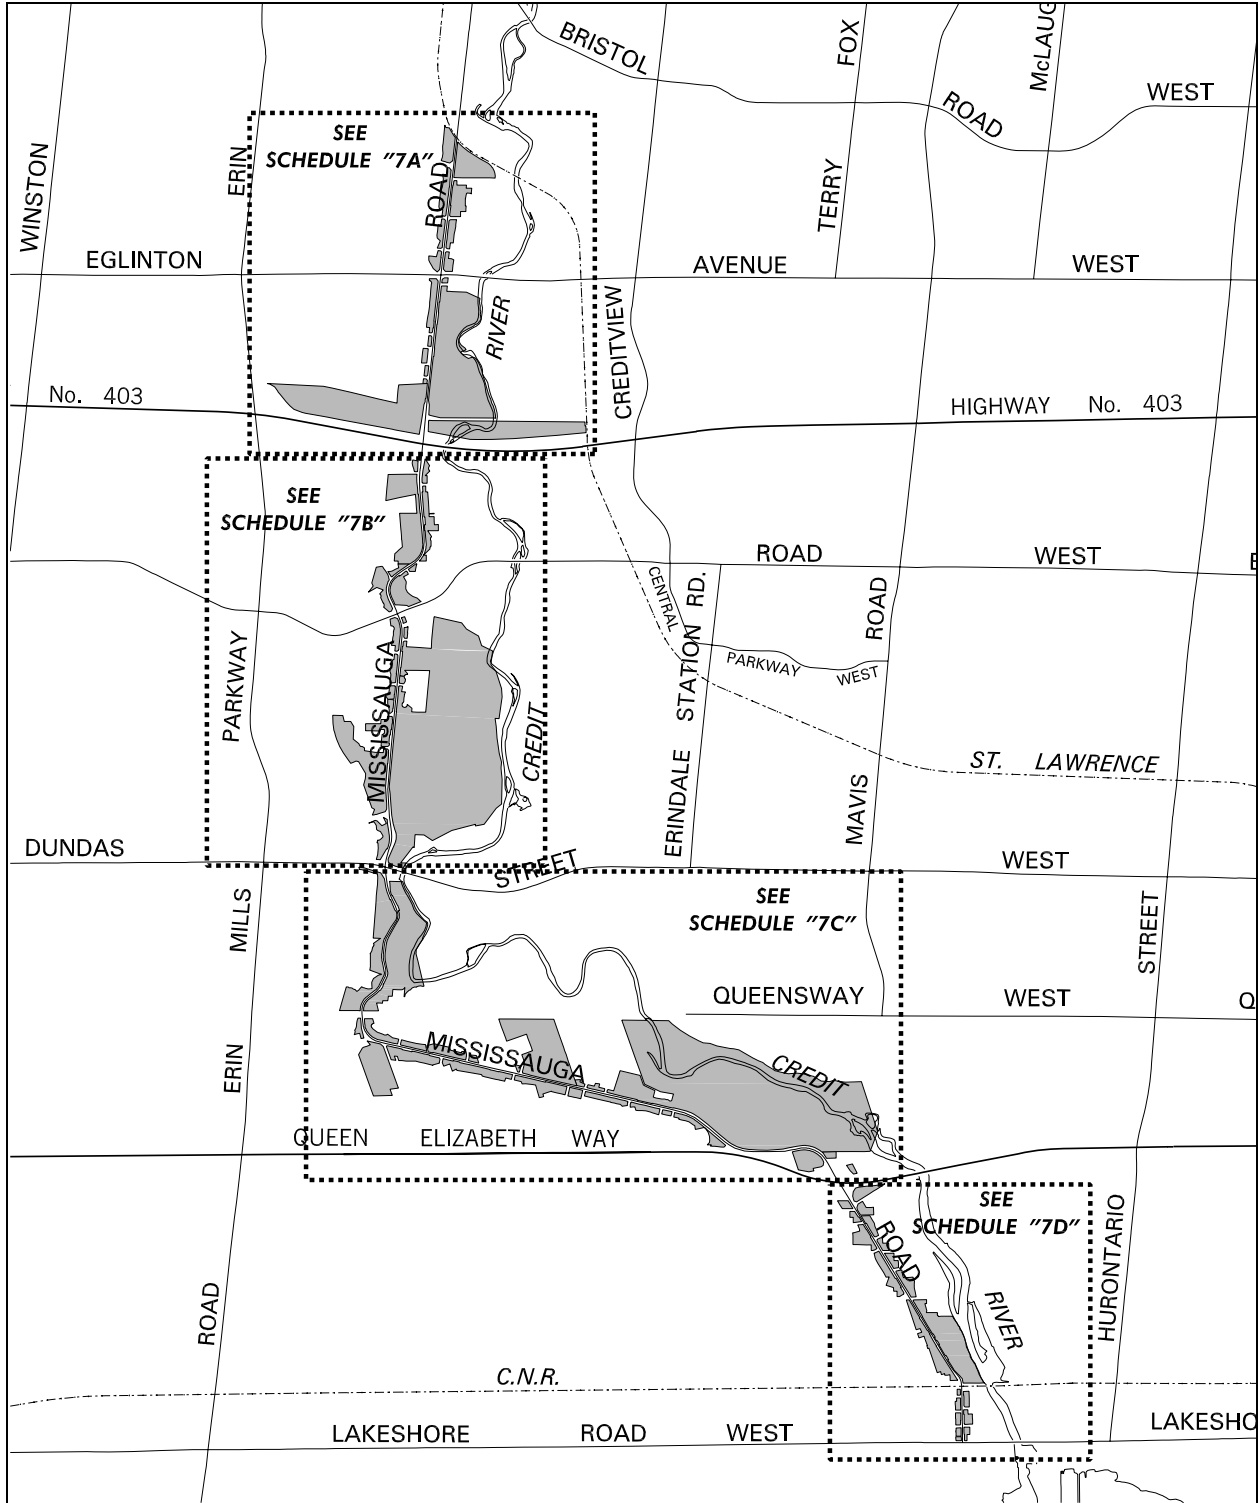 BRISTOL
ROAD
WEST
FOX
McLAUG
SEE
SCHEDULE "7A"
WINSTON
ERIN
ROAD
TERRY
EGLINTON
AVENUE
WEST
RIVER
CREDITVIEW
No. 403
HIGHWAY No. 403
SEE
SCHEDULE "7B"
ROAD
WEST
CENTRAL
STATION RD.
ROAD
PARKWAY
MISSISSAUGA
PARKWAY
WEST
CREDIT
ST. LAWRENCE
ERINDALE
MAVIS
DUNDAS
STREET
WEST
SEE
SCHEDULE "7C"
MILLS
STREET
QUEENSWAY
WEST
Q
ERIN
MISSISSAUGA
CREDIT
QUEEN ELIZABETH WAY
SEE
SCHEDULE "7D"
ROAD
HURONTARIO
ROAD
RIVER
C.N.R.
LAKESHORE ROAD WEST
LAKESHO